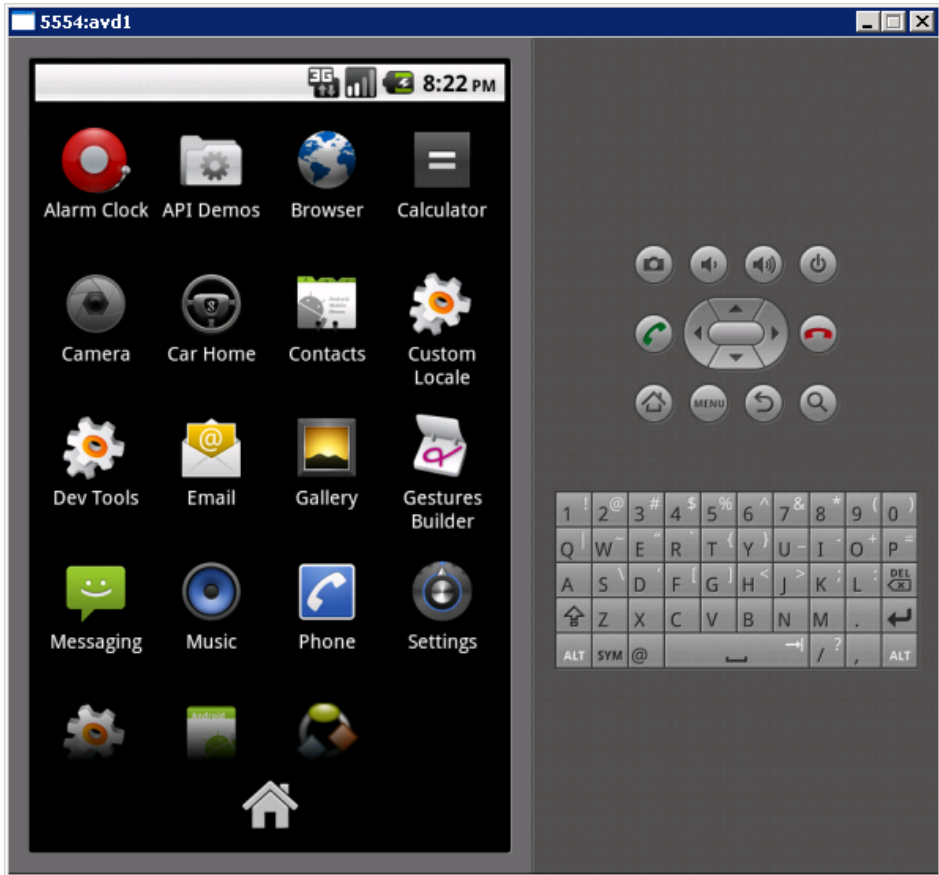 5554:avd1
3G 8:22 PM
Alarm Clock API Demos Browser Calculator
Camera Car Home Contacts Custom Locale
Dev Tools Email Gallery Gestures Builder
Messaging Music Phone Settings
Android
MENU
1 ! 2 @ 3 # 4 $ 5 % 6 ^ 7 & 8 * 9 ( 0 )
Q | W ~ E " R ` T { Y } U _ I - O + P =
A S \ D ' F [ G ] H < J > K ; L : DEL
Z X C V B N M .
ALT SYM @ / ? , ALT